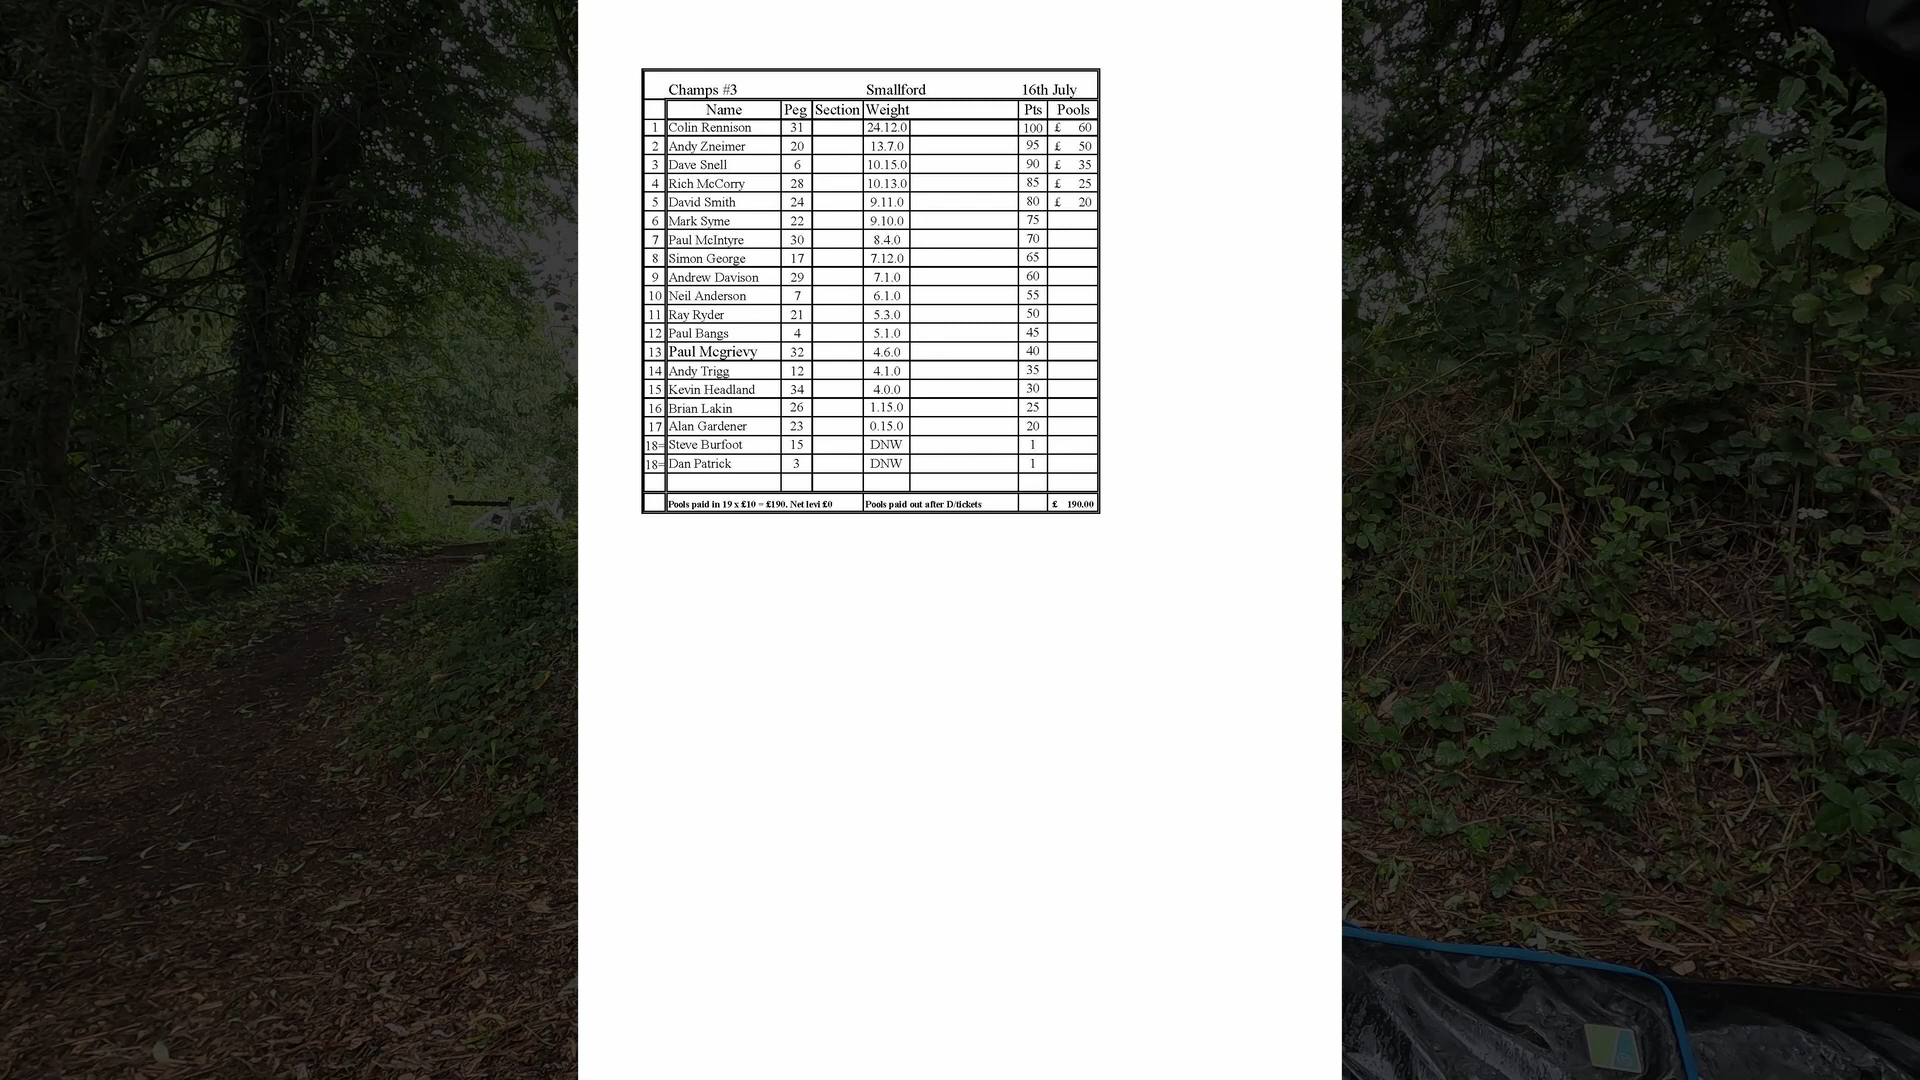 Champs #3 Smallford 16th July
Name Peg Section Weight Pts Pools
1 Colin Rennison 31 24.12.0 100 £ 60
2 Andy Zneimer 20 13.7.0 95 £ 50
3 Dave Snell 6 10.15.0 90 £ 35
4 Rich McCorry 28 10.13.0 85 £ 25
5 David Smith 24 9.11.0 80 £ 20
6 Mark Syme 22 9.10.0 75
7 Paul McIntyre 30 8.4.0 70
8 Simon George 17 7.12.0 65
9 Andrew Davison 29 7.1.0 60
10 Neil Anderson 7 6.1.0 55
11 Ray Ryder 21 5.3.0 50
12 Paul Bangs 4 5.1.0 45
13 Paul Mcgrievy 32 4.6.0 40
14 Andy Trigg 12 4.1.0 35
15 Kevin Headland 34 4.0.0 30
16 Brian Lakin 26 1.15.0 25
17 Alan Gardener 23 0.15.0 20
18= Steve Burfoot 15 DNW 1
18= Dan Patrick 3 DNW 1
Pools paid in 19 x £10 = £190. Net levi £0 Pools paid out after D/tickets £ 190.00